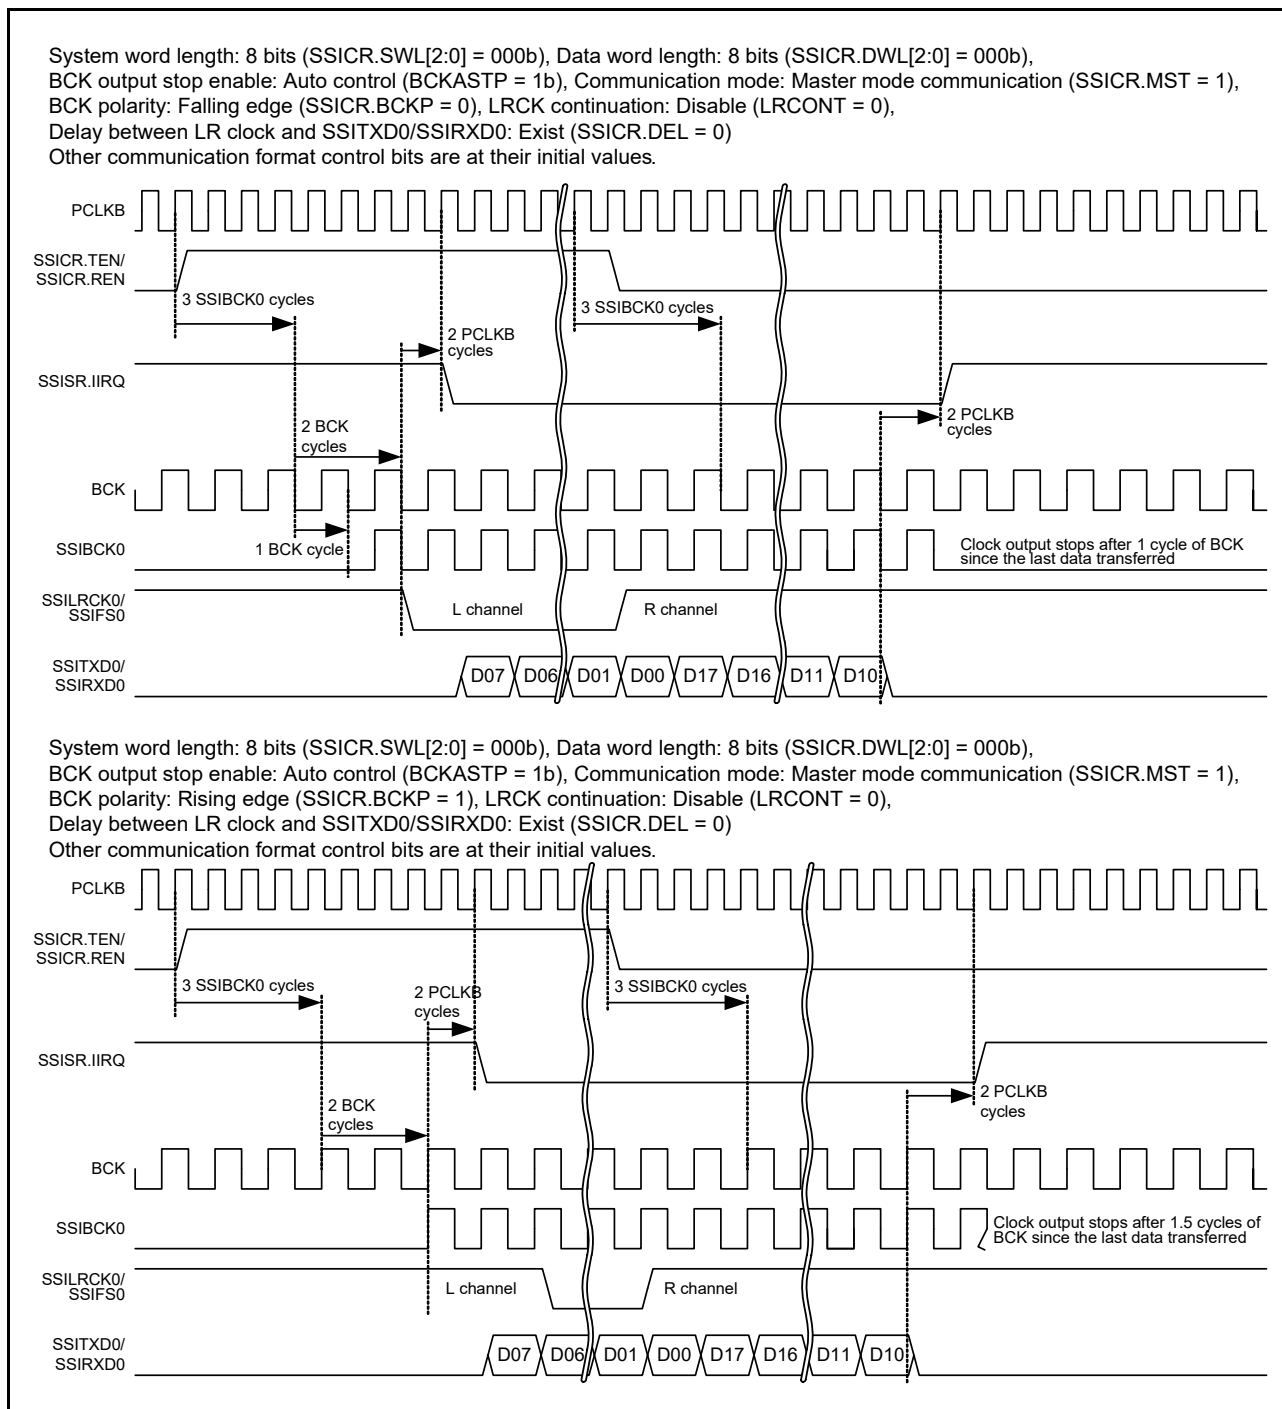 System word length: 8 bits (SSICR.SWL[2:0] = 000b), Data word length: 8 bits (SSICR.DWL[2:0] = 000b),
BCK output stop enable: Auto control (BCKASTP = 1b), Communication mode: Master mode communication (SSICR.MST = 1),
BCK polarity: Falling edge (SSICR.BCKP = 0), LRCK continuation: Disable (LRCONT = 0),
Delay between LR clock and SSITXD0/SSIRXD0: Exist (SSICR.DEL = 0)
Other communication format control bits are at their initial values.
PCLKB
SSICR.TEN/
SSICR.REN
3 SSIBCK0 cycles
3 SSIBCK0 cycles
2 PCLKB
cycles
SSISR.IIRQ
2 PCLKB
cycles
2 BCK
cycles
BCK
1 BCK cycle
SSIBCK0
Clock output stops after 1 cycle of BCK
since the last data transferred
SSILRCK0/
SSIFS0
L channel
R channel
SSITXD0/
SSIRXD0
D07 D06 D01 D00 D17 D16 D11 D10
System word length: 8 bits (SSICR.SWL[2:0] = 000b), Data word length: 8 bits (SSICR.DWL[2:0] = 000b),
BCK output stop enable: Auto control (BCKASTP = 1b), Communication mode: Master mode communication (SSICR.MST = 1),
BCK polarity: Rising edge (SSICR.BCKP = 1), LRCK continuation: Disable (LRCONT = 0),
Delay between LR clock and SSITXD0/SSIRXD0: Exist (SSICR.DEL = 0)
Other communication format control bits are at their initial values.
PCLKB
SSICR.TEN/
SSICR.REN
3 SSIBCK0 cycles
2 PCLKB
cycles
3 SSIBCK0 cycles
SSISR.IIRQ
2 PCLKB
cycles
2 BCK
cycles
BCK
SSIBCK0
Clock output stops after 1.5 cycles of
BCK since the last data transferred
SSILRCK0/
SSIFS0
L channel
R channel
SSITXD0/
SSIRXD0
D07 D06 D01 D00 D17 D16 D11 D10